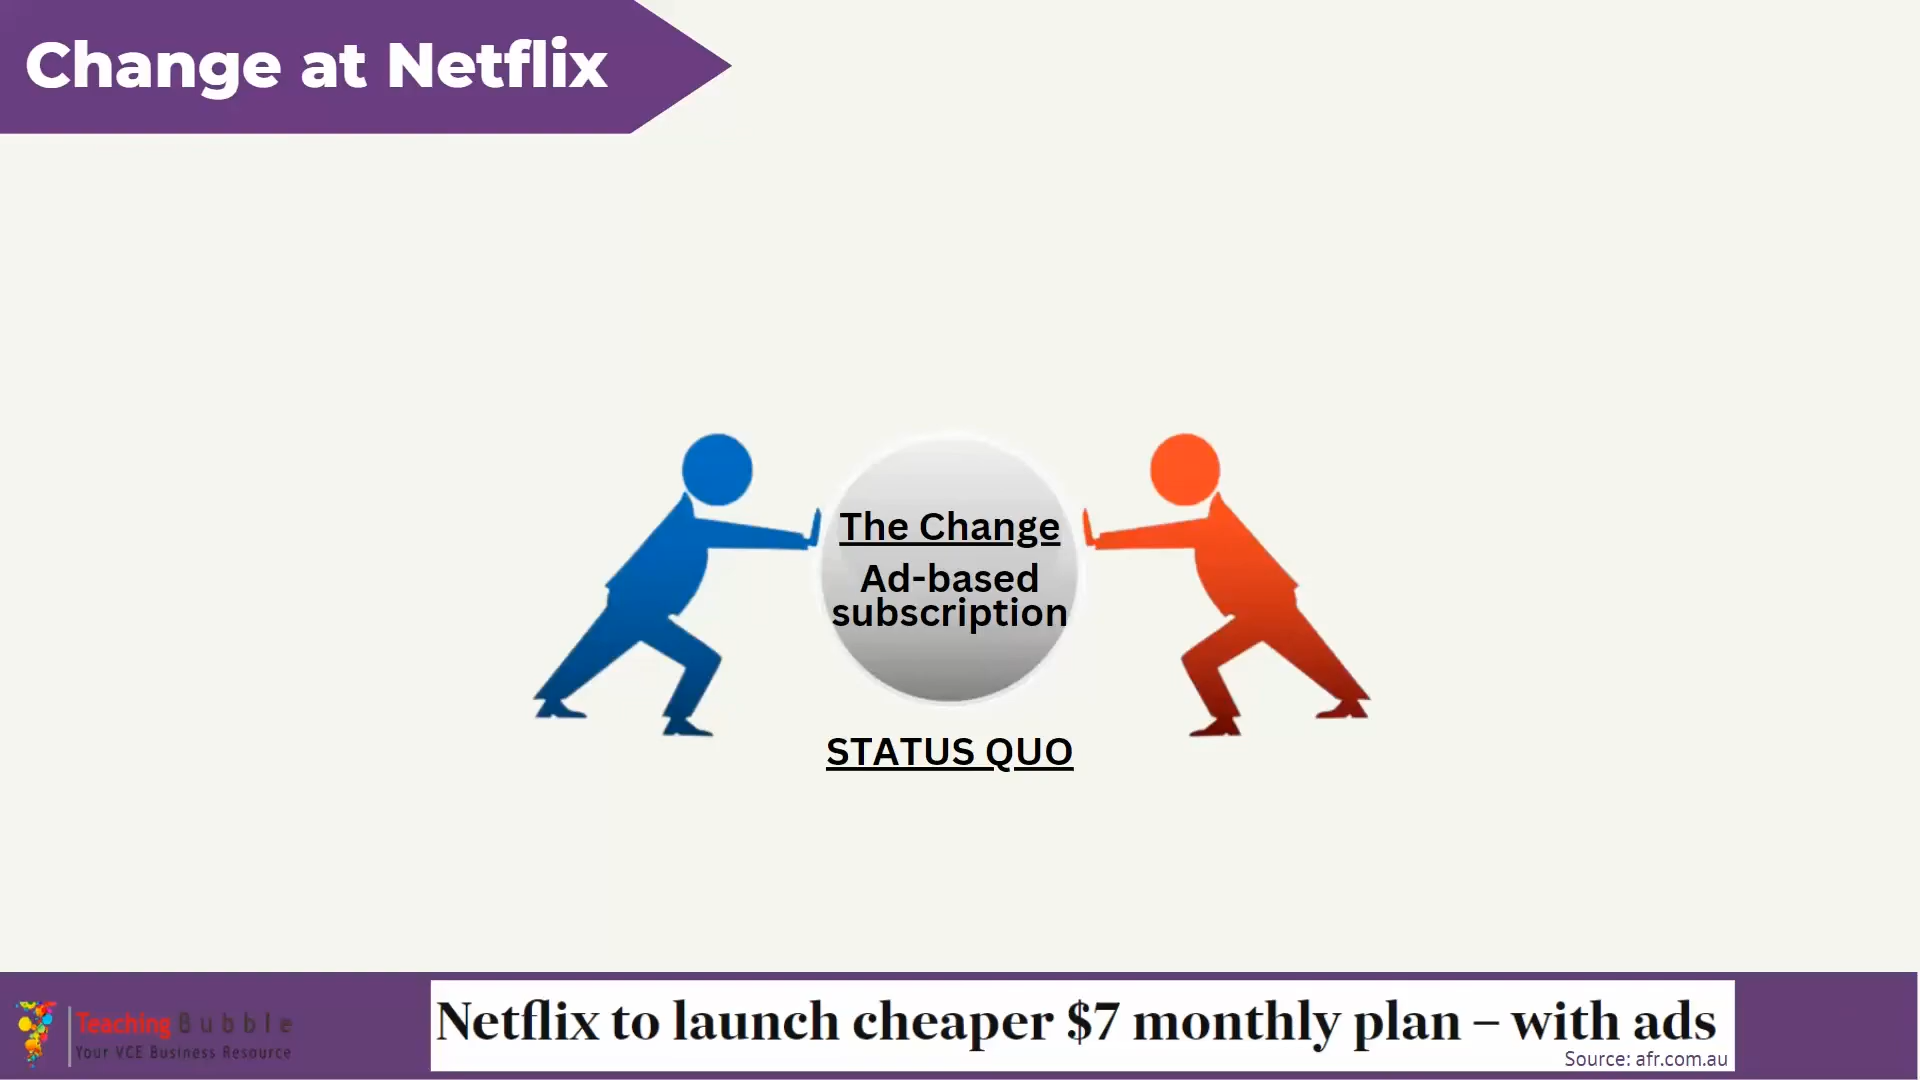 Change at Netflix
The Change
Ad-based
subscription
STATUS QUO
Teaching Bubble
Your VCE Business Resource
Netflix to launch cheaper $7 monthly plan – with ads
Source: afr.com.au